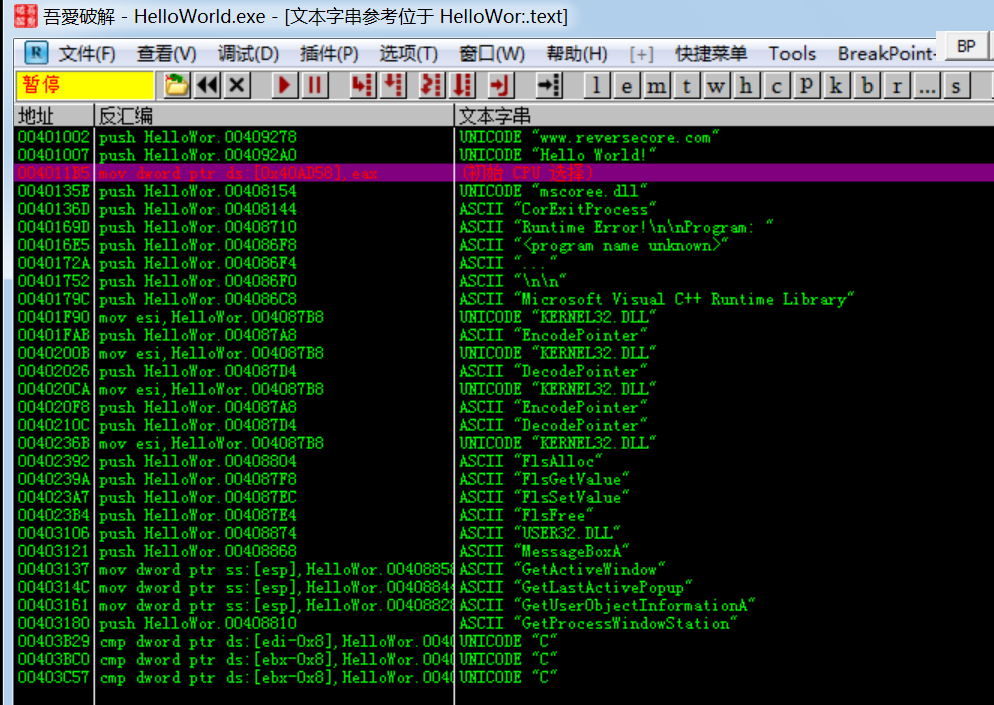 吾愛破解 - HelloWorld.exe - [文本字串参考位于 HelloWor:.text]
R 文件(F) 查看(V) 调试(D) 插件(P) 选项(T) 窗口(W) 帮助(H) [+] 快捷菜单 Tools BreakPoint- BP
暂停 l e m t w h c P k b r ... s
地址 反汇编 文本字串
00401002 push HelloWor.00409278 UNICODE "www.reversecore.com"
00401007 push HelloWor.004092A0 UNICODE "Hello World!"
004011B5 mov dword ptr ds:[0x40AD58],eax (初始 CPU 选择)
0040135E push HelloWor.00408154 UNICODE "mscoree.dll"
0040136D push HelloWor.00408144 ASCII "CorExitProcess"
0040169D push HelloWor.00408710 ASCII "Runtime Error!\n\nProgram: "
004016E5 push HelloWor.004086F8 ASCII "<program name unknown>"
0040172A push HelloWor.004086F4 ASCII "..."
00401752 push HelloWor.004086F0 ASCII "\n\n"
0040179C push HelloWor.004086C8 ASCII "Microsoft Visual C++ Runtime Library"
00401F90 mov esi,HelloWor.004087B8 UNICODE "KERNEL32.DLL"
00401FAB push HelloWor.004087A8 ASCII "EncodePointer"
0040200B mov esi,HelloWor.004087B8 UNICODE "KERNEL32.DLL"
00402026 push HelloWor.004087D4 ASCII "DecodePointer"
004020CA mov esi,HelloWor.004087B8 UNICODE "KERNEL32.DLL"
004020F8 push HelloWor.004087A8 ASCII "EncodePointer"
0040210C push HelloWor.004087D4 ASCII "DecodePointer"
0040236B mov esi,HelloWor.004087B8 UNICODE "KERNEL32.DLL"
00402392 push HelloWor.00408804 ASCII "FlsAlloc"
0040239A push HelloWor.004087F8 ASCII "FlsGetValue"
004023A7 push HelloWor.004087EC ASCII "FlsSetValue"
004023B4 push HelloWor.004087E4 ASCII "FlsFree"
00403106 push HelloWor.00408874 ASCII "USER32.DLL"
00403121 push HelloWor.00408868 ASCII "MessageBoxA"
00403137 mov dword ptr ss:[esp],HelloWor.00408858 ASCII "GetActiveWindow"
0040314C mov dword ptr ss:[esp],HelloWor.00408844 ASCII "GetLastActivePopup"
00403161 mov dword ptr ss:[esp],HelloWor.00408828 ASCII "GetUserObjectInformationA"
00403180 push HelloWor.00408810 ASCII "GetProcessWindowStation"
00403B29 cmp dword ptr ds:[edi-0x8],HelloWor.0040 UNICODE "C"
00403BC0 cmp dword ptr ds:[ebx-0x8],HelloWor.0040 UNICODE "C"
00403C57 cmp dword ptr ds:[ebx-0x8],HelloWor.0040 UNICODE "C"